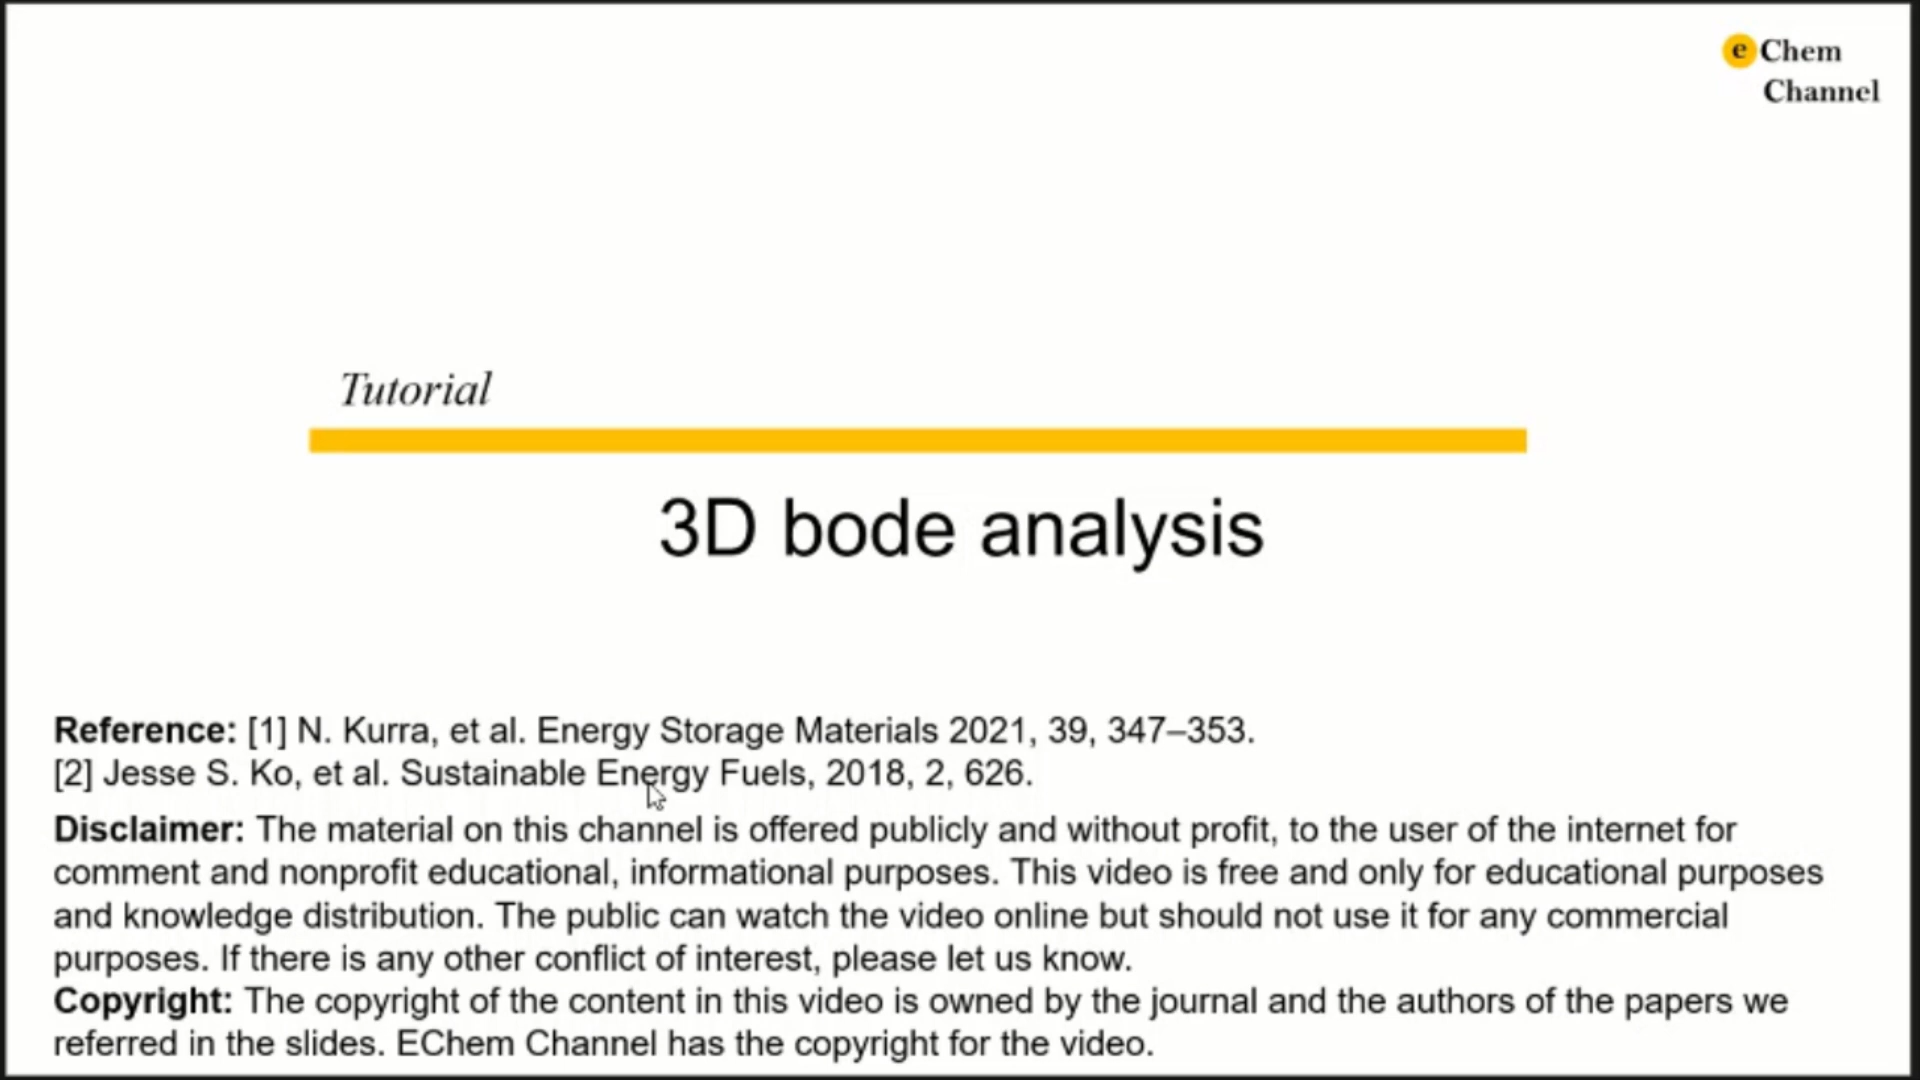 e Chem
Channel
Tutorial
3D bode analysis
Reference: [1] N. Kurra, et al. Energy Storage Materials 2021, 39, 347–353.
[2] Jesse S. Ko, et al. Sustainable Energy Fuels, 2018, 2, 626.
Disclaimer: The material on this channel is offered publicly and without profit, to the user of the internet for
comment and nonprofit educational, informational purposes. This video is free and only for educational purposes
and knowledge distribution. The public can watch the video online but should not use it for any commercial
purposes. If there is any other conflict of interest, please let us know.
Copyright: The copyright of the content in this video is owned by the journal and the authors of the papers we
referred in the slides. EChem Channel has the copyright for the video.